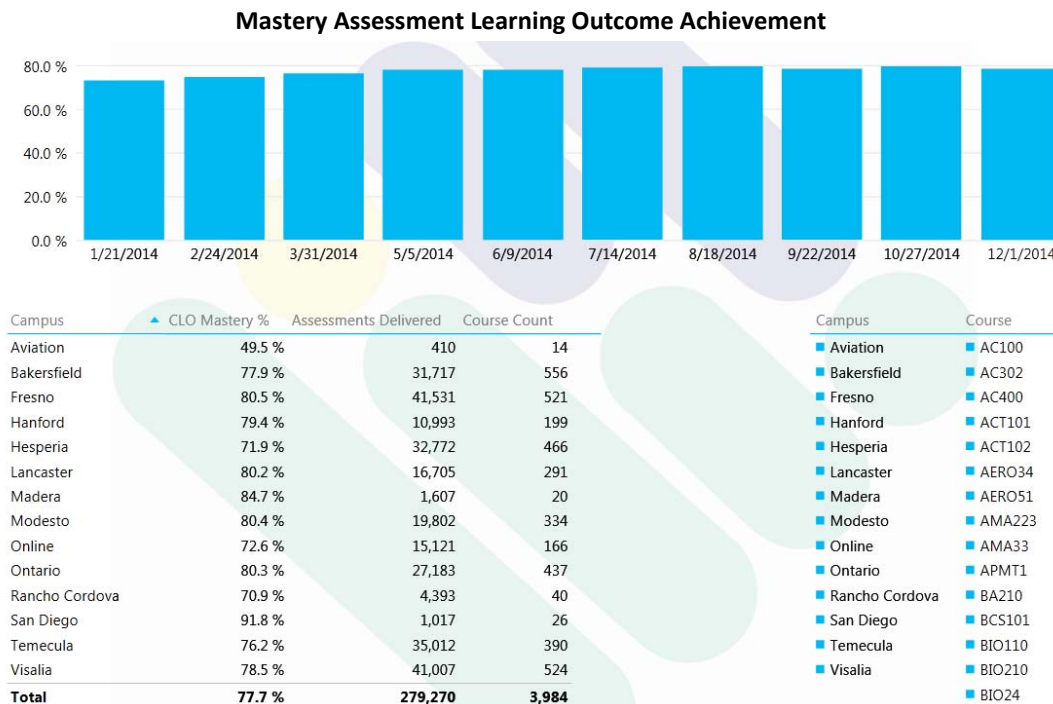 Mastery Assessment Learning Outcome Achievement
80.0 %
60.0 %
40.0 %
20.0 %
0.0 %
1/21/2014 2/24/2014 3/31/2014 5/5/2014 6/9/2014 7/14/2014 8/18/2014 9/22/2014 10/27/2014 12/1/2014
Campus CLO Mastery % Assessments Delivered Course Count
Aviation 49.5 % 410 14
Bakersfield 77.9 % 31,717 556
Fresno 80.5 % 41,531 521
Hanford 79.4 % 10,993 199
Hesperia 71.9 % 32,772 466
Lancaster 80.2 % 16,705 291
Madera 84.7 % 1,607 20
Modesto 80.4 % 19,802 334
Online 72.6 % 15,121 166
Ontario 80.3 % 27,183 437
Rancho Cordova 70.9 % 4,393 40
San Diego 91.8 % 1,017 26
Temecula 76.2 % 35,012 390
Visalia 78.5 % 41,007 524
Total 77.7 % 279,270 3,984
Campus Course
Aviation AC100
Bakersfield AC302
Fresno AC400
Hanford ACT101
Hesperia ACT102
Lancaster AERO34
Madera AERO51
Modesto AMA223
Online AMA33
Ontario APMT1
Rancho Cordova BA210
San Diego BCS101
Temecula BIO110
Visalia BIO210
BIO24